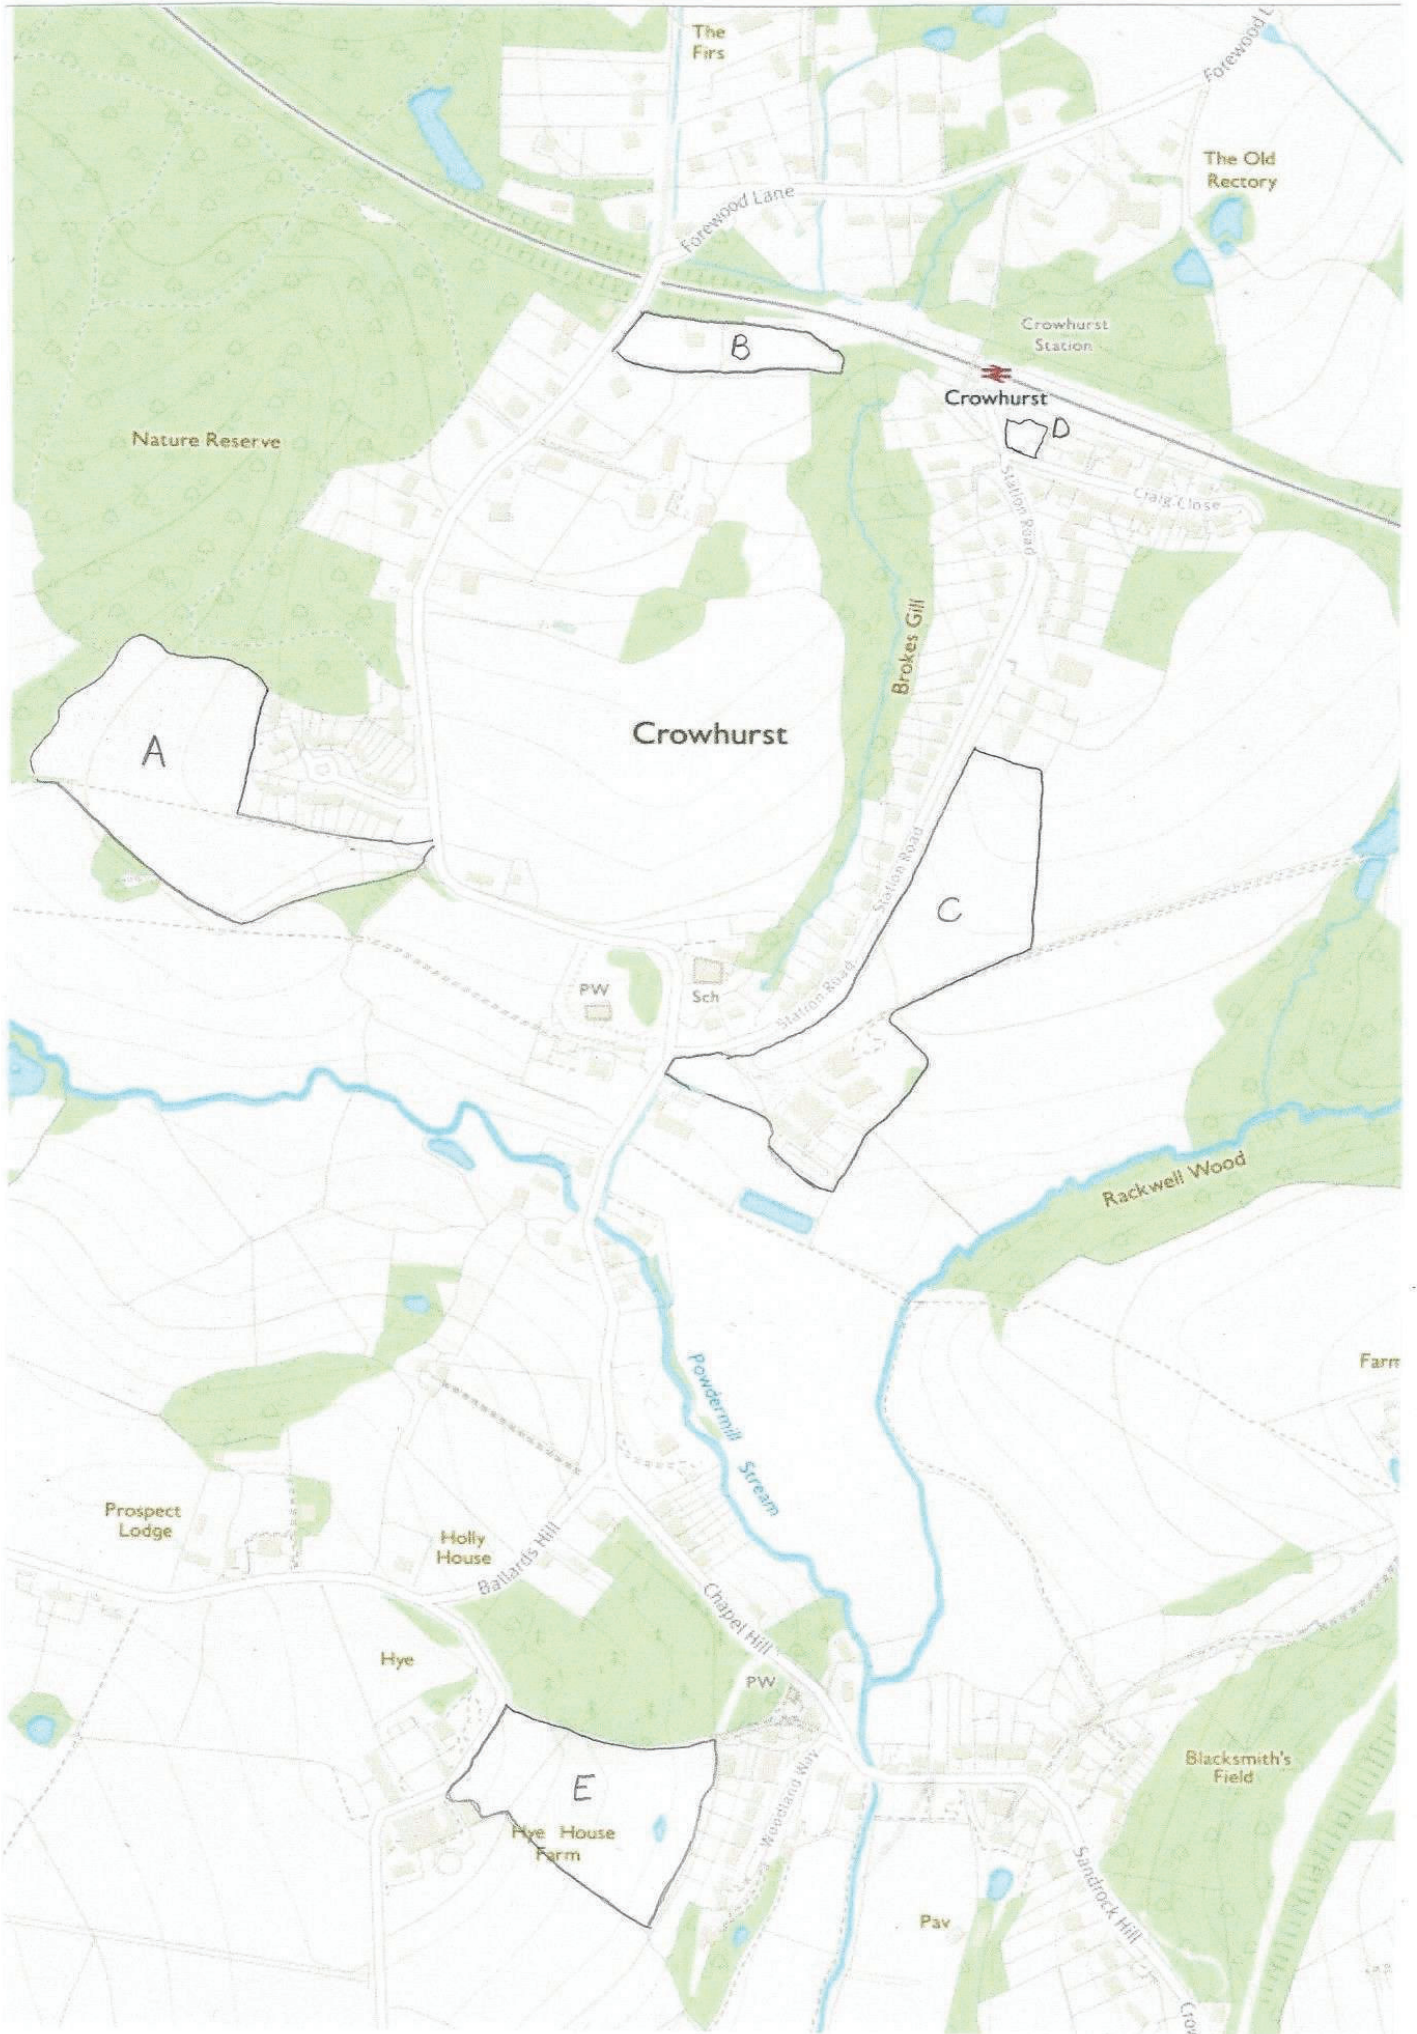 The
Firs
Forewood L
The Old
Rectory
Forewood Lane
Crowhurst
Station
B
Crowhurst
D
Nature Reserve
Station Road
Craig Close
Brokes Gill
Crowhurst
A
Station Road
C
PW
Sch
Station Road
Rackwell Wood
Powdermill Stream
Farm
Prospect
Lodge
Holly
House
Ballards Hill
Chapel Hill
Hye
PW
Blacksmith's
Field
E
Hye House
Farm
Woodland Way
Sandrock Hill
Pav
Cro